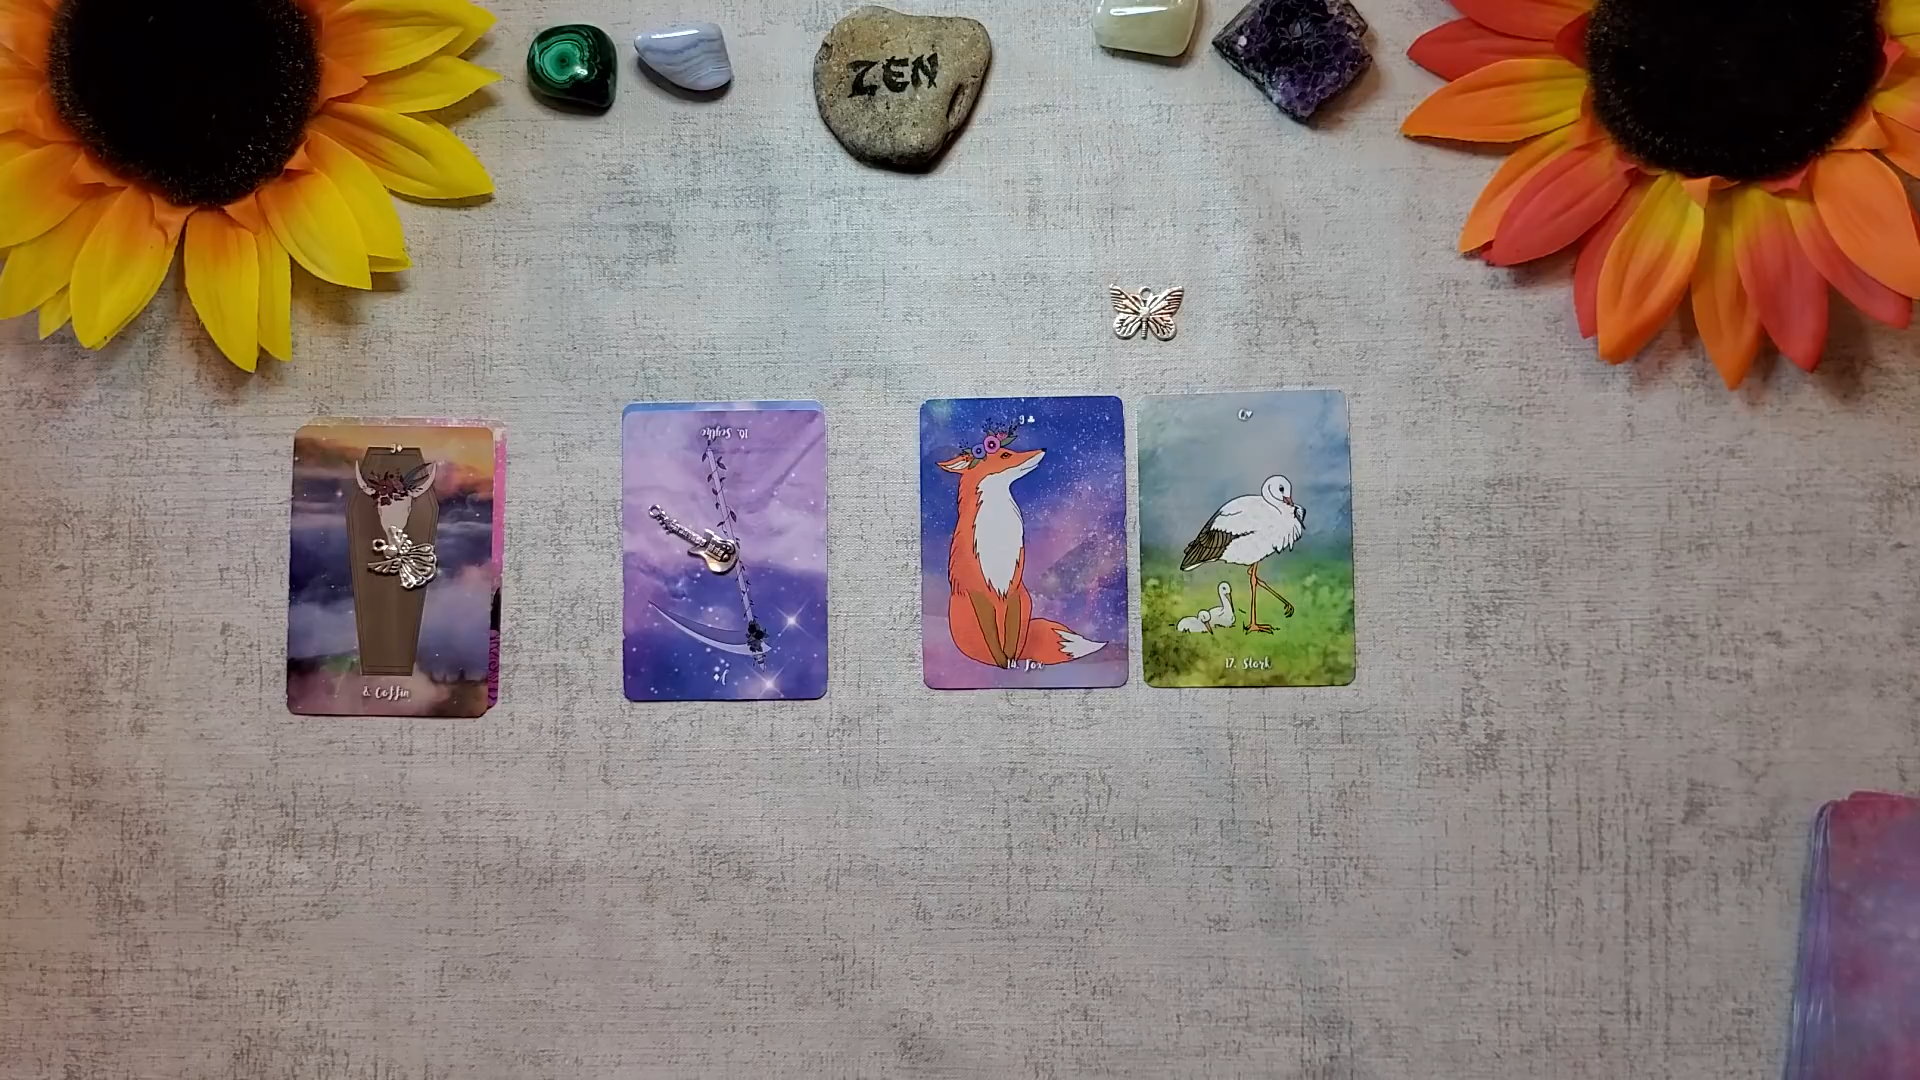 ZEN
8. Coffin
10. Scythe
J♦
14. Fox
Q♥
17. Stork